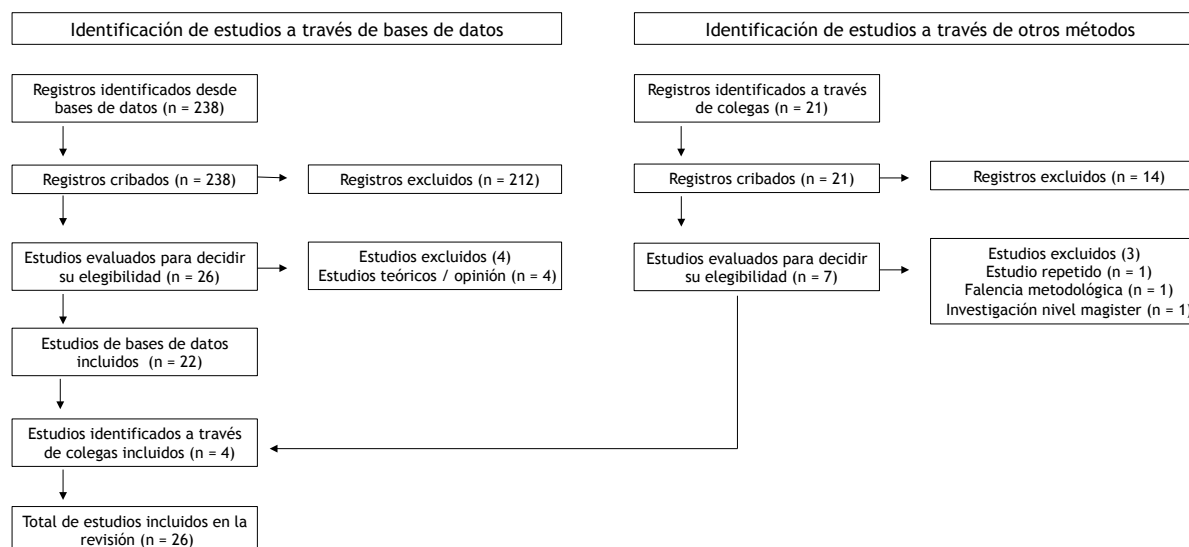 Identificación de estudios a través de bases de datos
Identificación de estudios a través de otros métodos
Registros identificados desde
bases de datos (n = 238)
Registros identificados a través
de colegas (n = 21)
Registros cribados (n = 238)
Registros excluidos (n = 212)
Registros cribados (n = 21)
Registros excluidos (n = 14)
Estudios evaluados para decidir
su elegibilidad (n = 26)
Estudios excluidos (4)
Estudios teóricos / opinión (n = 4)
Estudios evaluados para decidir
su elegibilidad (n = 7)
Estudios excluidos (3)
Estudio repetido (n = 1)
Falencia metodológica (n = 1)
Investigación nivel magister (n = 1)
Estudios de bases de datos
incluidos (n = 22)
Estudios identificados a través
de colegas incluidos (n = 4)
Total de estudios incluidos en la
revisión (n = 26)